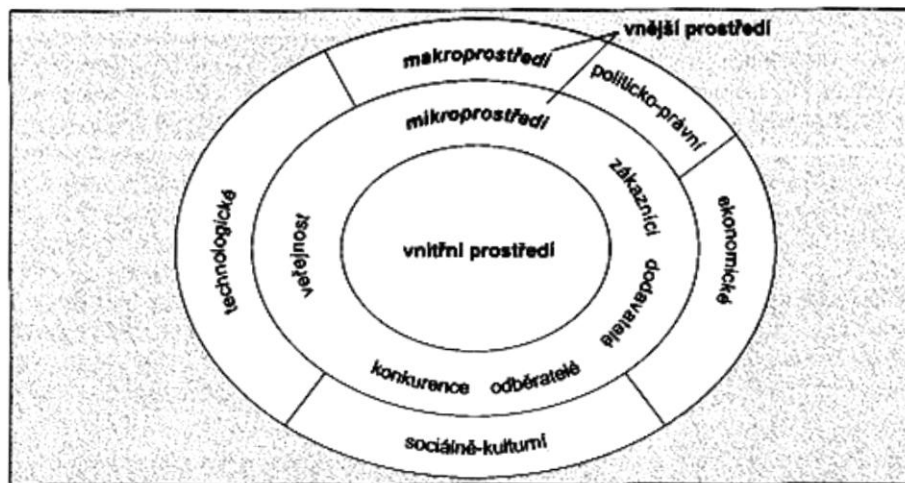 vnější prostředí
makroprostředí
politicko-právní
mikroprostředí
zákazníci
ekonomické
technologické
veřejnost
vnitřní prostředí
dodavatelé
konkurence odběratelé
sociálně-kulturní